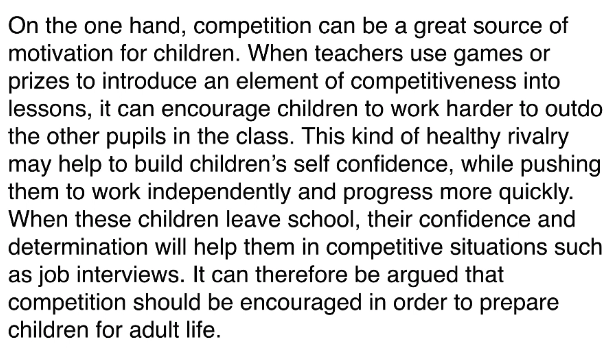 On the one hand, competition can be a great source of
motivation for children. When teachers use games or
prizes to introduce an element of competitiveness into
lessons, it can encourage children to work harder to outdo
the other pupils in the class. This kind of healthy rivalry
may help to build children’s self confidence, while pushing
them to work independently and progress more quickly.
When these children leave school, their confidence and
determination will help them in competitive situations such
as job interviews. It can therefore be argued that
competition should be encouraged in order to prepare
children for adult life.